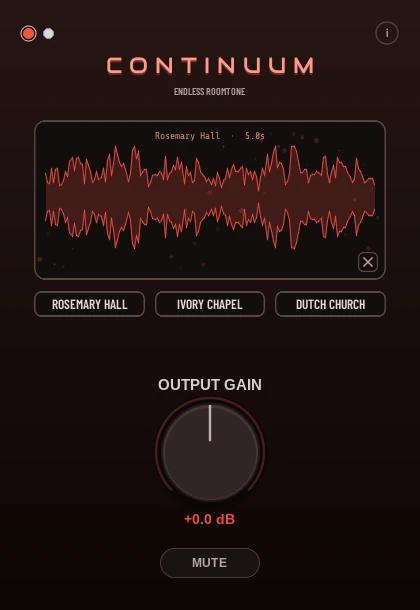 i
CONTINUUM
ENDLESS ROOMTONE
Rosemary Hall · 5.0s
ROSEMARY HALL
IVORY CHAPEL
DUTCH CHURCH
OUTPUT GAIN
+0.0 dB
MUTE